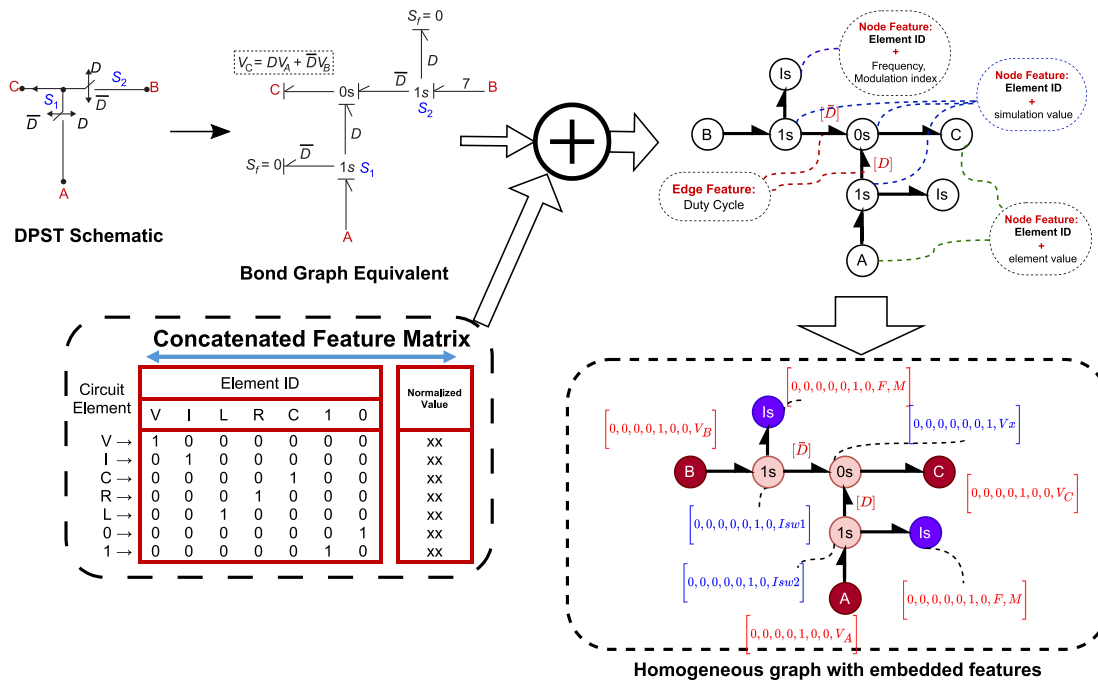 C
D
D̅
S₂
B
S₁
D̅
D
A
DPST Schematic
S_f = 0
D
V_C = DV_A + D̅V_B
C
0s
D̅
1s
7
B
S₂
D
S_f = 0
D̅
1s
S₁
A
Bond Graph Equivalent
Node Feature:
Element ID
+
Frequency,
Modulation index
Node Feature:
Element ID
+
simulation value
Is
[D̅]
B
1s
0s
C
[D]
Edge Feature:
Duty Cycle
1s
Is
A
Node Feature:
Element ID
+
element value
Concatenated Feature Matrix
Circuit
Element
Element ID
Normalized
Value
V I L R C 1 0
V → 1 0 0 0 0 0 0 xx
I → 0 1 0 0 0 0 0 xx
C → 0 0 0 0 1 0 0 xx
R → 0 0 0 1 0 0 0 xx
L → 0 0 1 0 0 0 0 xx
0 → 0 0 0 0 0 0 1 xx
1 → 0 0 0 0 0 1 0 xx
[0, 0, 0, 0, 0, 1, 0, F, M]
Is
[0, 0, 0, 0, 1, 0, 0, V_B]
[0, 0, 0, 0, 0, 0, 1, Vx]
[D̅]
B
1s
0s
C
[D]
[0, 0, 0, 0, 1, 0, 0, V_C]
[0, 0, 0, 0, 0, 1, 0, Isw1]
1s
Is
[0, 0, 0, 0, 0, 1, 0, Isw2]
A
[0, 0, 0, 0, 0, 1, 0, F, M]
[0, 0, 0, 0, 1, 0, 0, V_A]
Homogeneous graph with embedded features